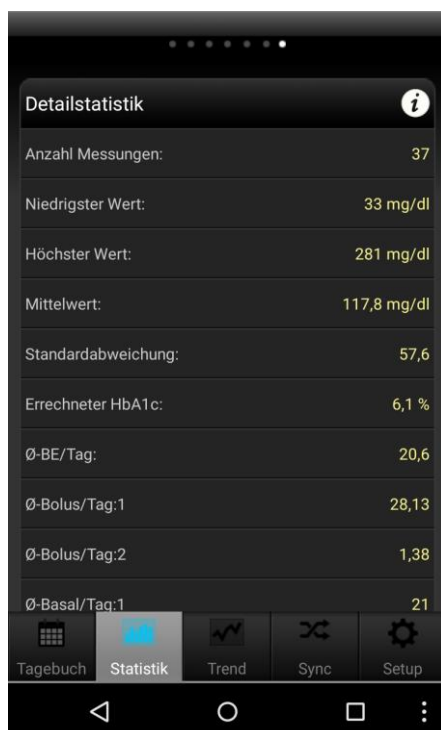 Detailstatistik i
Anzahl Messungen: 37
Niedrigster Wert: 33 mg/dl
Höchster Wert: 281 mg/dl
Mittelwert: 117,8 mg/dl
Standardabweichung: 57,6
Errechneter HbA1c: 6,1 %
Ø-BE/Tag: 20,6
Ø-Bolus/Tag:1 28,13
Ø-Bolus/Tag:2 1,38
Ø-Basal/Tag:1 21
Tagebuch Statistik Trend Sync Setup